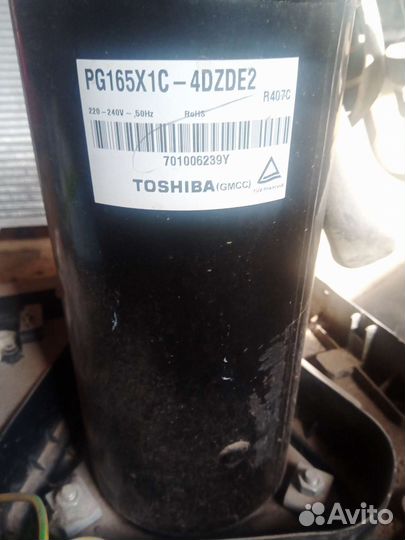 PG165X1C-4DZDE2
R407C
220-240V~,50Hz RoHS
701006239Y
TOSHIBA(GMCC)
Avito